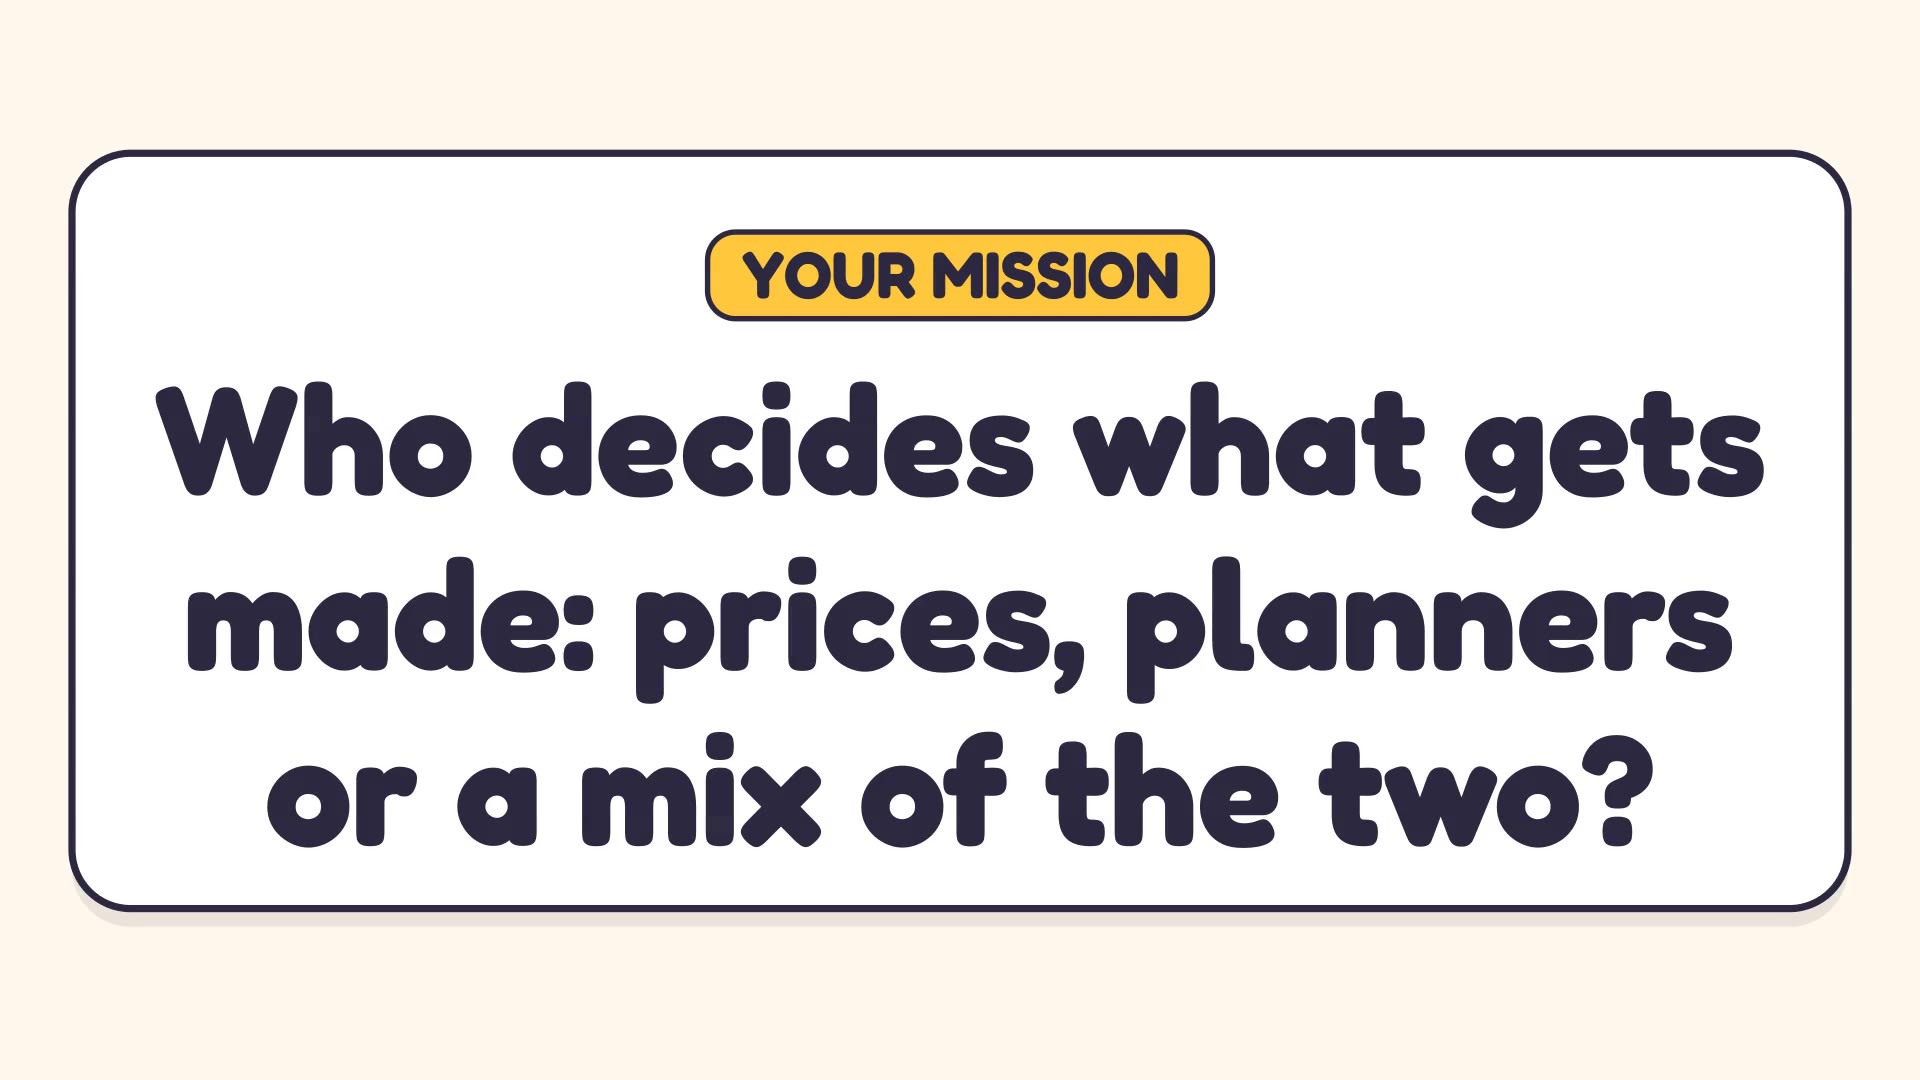 YOUR MISSION
Who decides what gets
made: prices, planners
or a mix of the two?